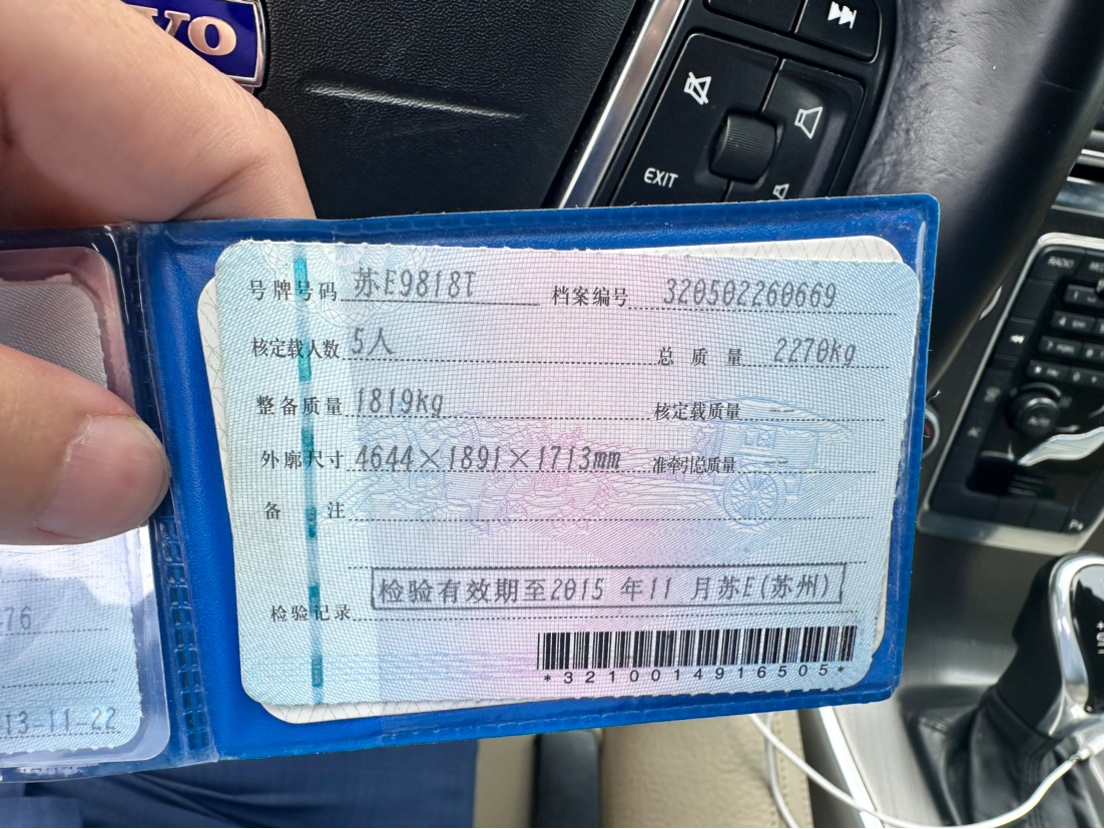 VO
EXIT
RADIO
号牌号码 苏E9818T 档案编号 320502260669
核定载人数 5人 总质量 2270kg
整备质量 1819kg 核定载质量 --
外廓尺寸 4644×1891×1713mm 准牵引总质量 --
备注
检验有效期至2015 年11 月苏E(苏州)
检验记录
*3210014916505*
76
13-11-22